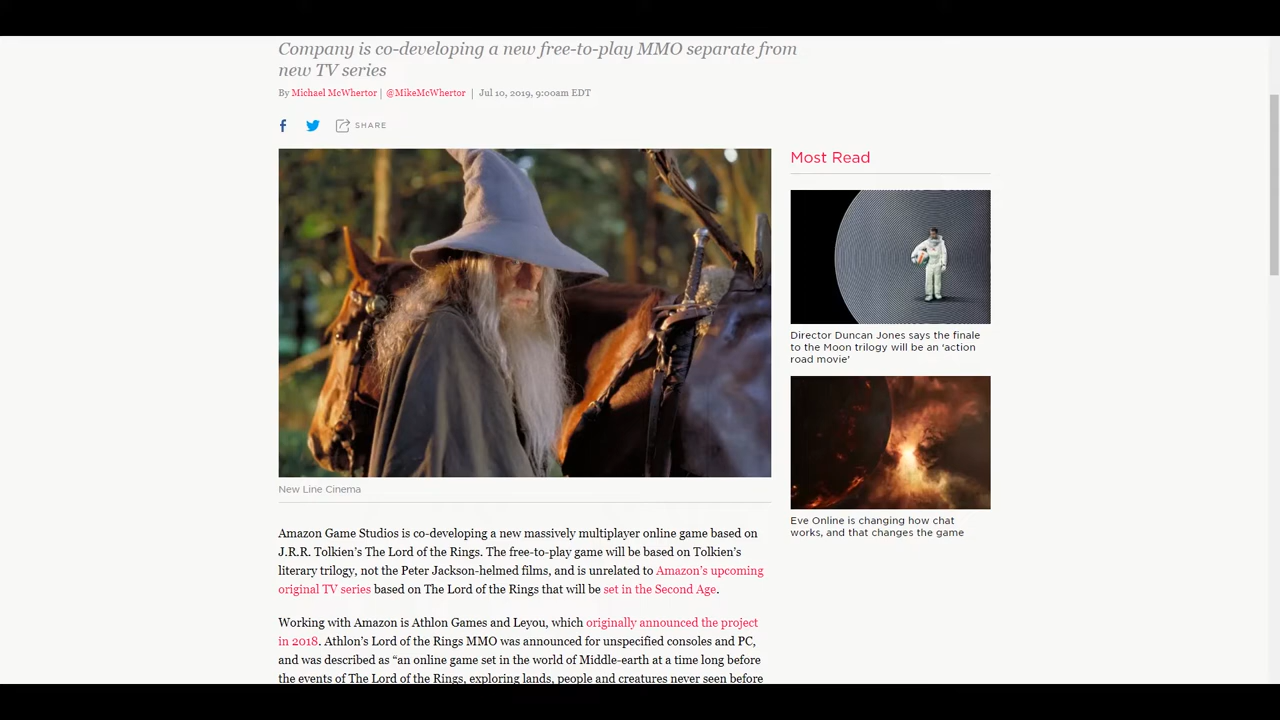 Company is co-developing a new free-to-play MMO separate from
new TV series
By Michael McWhertor | @MikeMcWhertor | Jul 10, 2019, 9:00am EDT
SHARE
New Line Cinema
Amazon Game Studios is co-developing a new massively multiplayer online game based on
J.R.R. Tolkien’s The Lord of the Rings. The free-to-play game will be based on Tolkien’s
literary trilogy, not the Peter Jackson-helmed films, and is unrelated to Amazon’s upcoming
original TV series based on The Lord of the Rings that will be set in the Second Age.
Working with Amazon is Athlon Games and Leyou, which originally announced the project
in 2018. Athlon’s Lord of the Rings MMO was announced for unspecified consoles and PC,
and was described as “an online game set in the world of Middle-earth at a time long before
the events of The Lord of the Rings, exploring lands, people and creatures never seen before
Most Read
Director Duncan Jones says the finale
to the Moon trilogy will be an ‘action
road movie’
Eve Online is changing how chat
works, and that changes the game